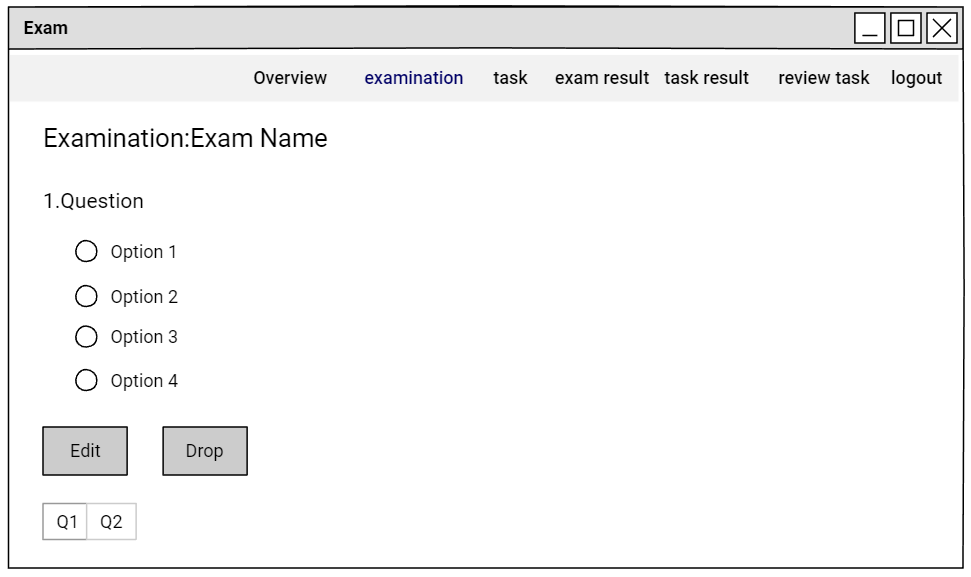 Exam
Overview examination task exam result task result review task logout
Examination:Exam Name
1.Question
Option 1
Option 2
Option 3
Option 4
Edit Drop
Q1 Q2